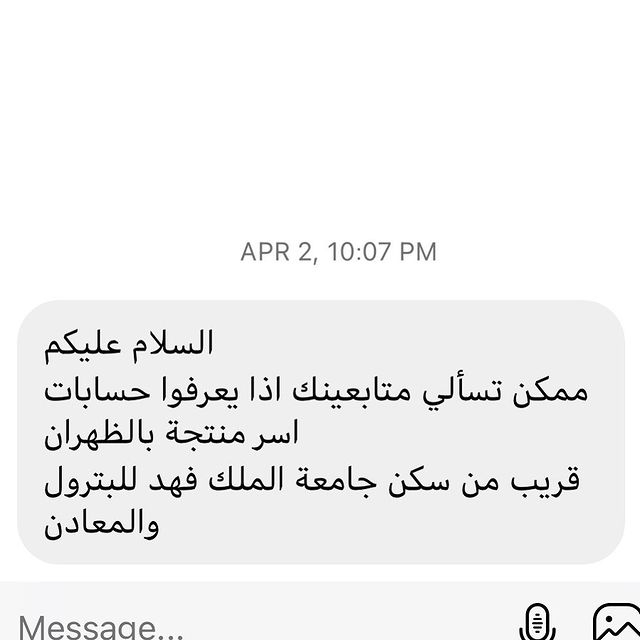 APR 2, 10:07 PM
السلام عليكم
ممكن تسألي متابعينك اذا يعرفوا حسابات
اسر منتجة بالظهران
قريب من سكن جامعة الملك فهد للبترول
والمعادن
Message...